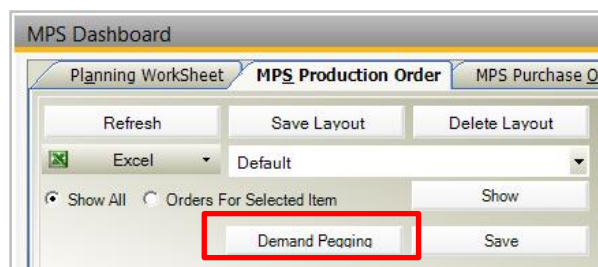 MPS Dashboard
Planning WorkSheet MPS Production Order MPS Purchase O
Refresh Save Layout Delete Layout
Excel Default
Show All Orders For Selected Item Show
Demand Pegging Save